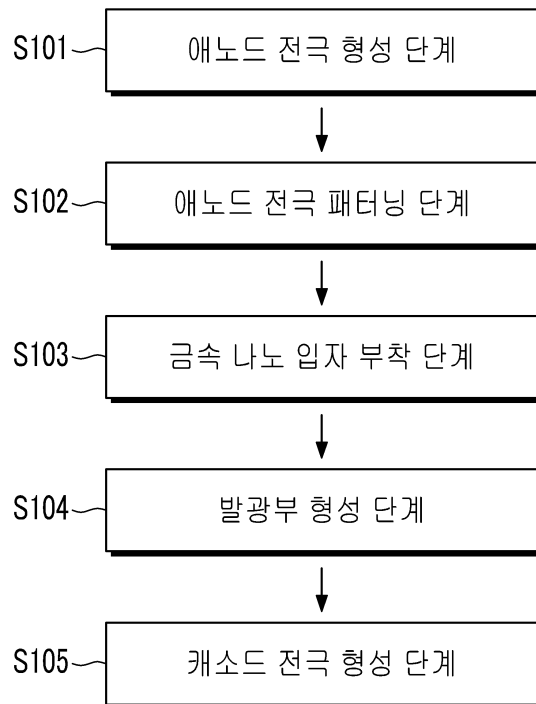 S101 애노드 전극 형성 단계
S102 애노드 전극 패터닝 단계
S103 금속 나노 입자 부착 단계
S104 발광부 형성 단계
S105 캐소드 전극 형성 단계